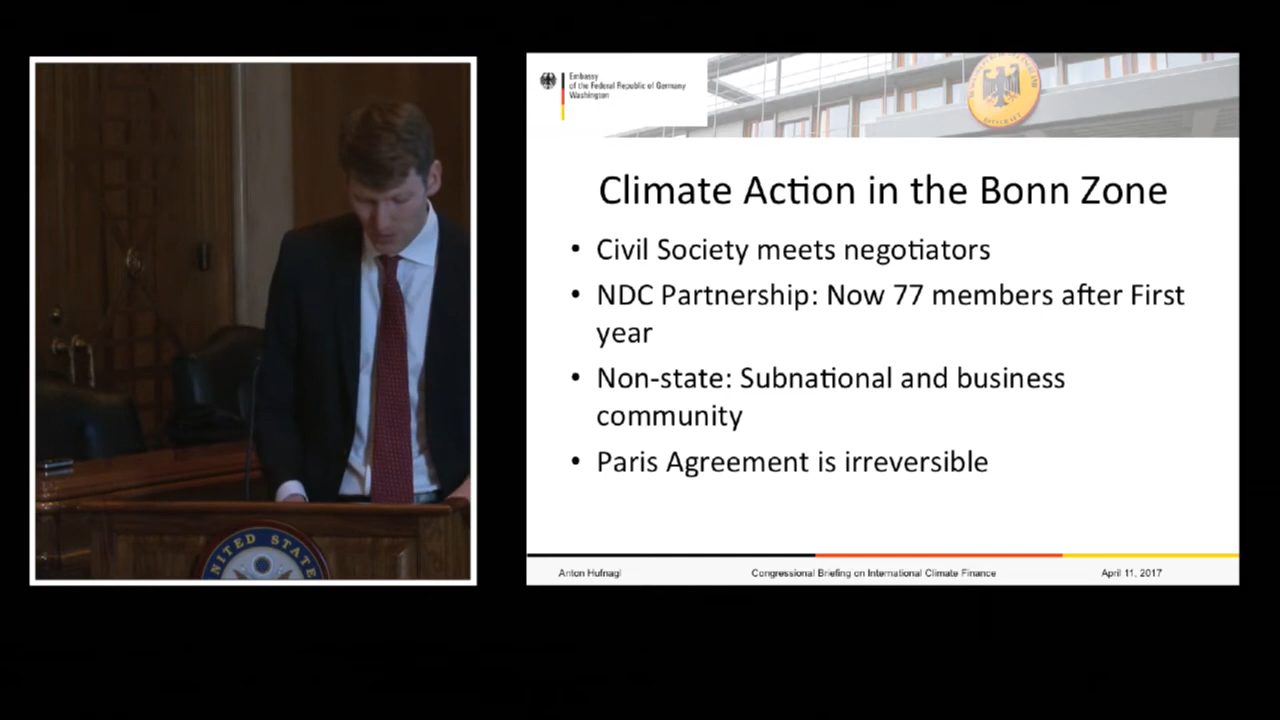 Embassy
of the Federal Republic of Germany
Washington
Climate Action in the Bonn Zone
• Civil Society meets negotiators
• NDC Partnership: Now 77 members after First
year
• Non-state: Subnational and business
community
• Paris Agreement is irreversible
Anton Hufnagl
Congressional Briefing on International Climate Finance
April 11, 2017
UNITED STATE